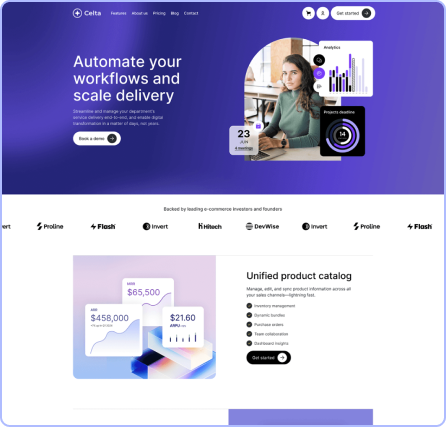 Celta
Features About us Pricing Blog Contact
Get started
Automate your
workflows and
scale delivery
Streamline and manage your department's
service delivery end-to-end, and enable digital
transformation in a matter of days, not years.
Book a demo
Analytics
23
JUN
Projects deadline
14
Backed by leading e-commerce investors and founders
vert Proline Flash Invert Hitech DevWise Invert Proline Flash
$65,500
$458,000
$21.60
ARPU
Unified product catalog
Manage, edit, and sync product information across all
your sales channels—lightning fast.
Inventory management
Dynamic bundles
Purchase orders
Team collaboration
Dashboard insights
Get started